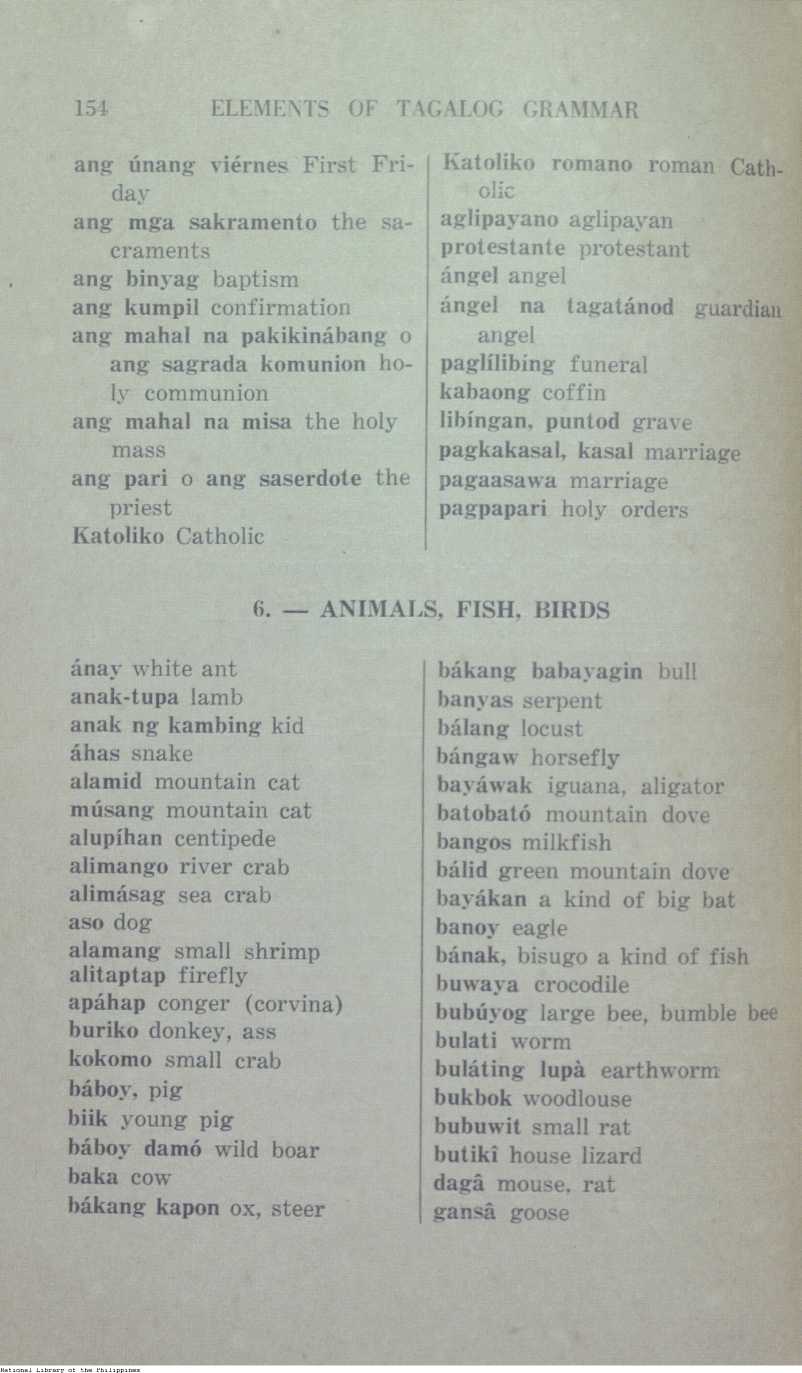 154 ELEMENTS OF TAGALOG GRAMMAR
ang únang viérnes First Fri-
day
ang mga sakramento the sa-
craments
ang binyag baptism
ang kumpil confirmation
ang mahal na pakikinábang o
ang sagrada komunion ho-
ly communion
ang mahal na misa the holy
mass
ang pari o ang saserdote the
priest
Katoliko Catholic
Katoliko romano roman Cath-
olic
aglipayano aglipayan
protestante protestant
ángel angel
ángel na tagatánod guardian
angel
paglílibíng funeral
kabaong coffin
libíngan, puntod grave
pagkakasal, kasal marriage
pagaasawa marriage
pagpapari holy orders
6. — ANIMALS, FISH, BIRDS
ánay white ant
anak-tupa lamb
anak ng kambing kid
áhas snake
alamid mountain cat
músang mountain cat
alupíhan centipede
alimango river crab
alimásag sea crab
aso dog
alamang small shrimp
alitaptap firefly
apáhap conger (corvina)
buriko donkey, ass
kokomo small crab
báboy, pig
biik young pig
báboy damó wild boar
baka cow
bákang kapon ox, steer
bákang babayagin bull
banyas serpent
bálang locust
bángaw horsefly
bayáwak iguana, aligator
batobató mountain dove
bangos milkfish
bálid green mountain dove
bayákan a kind of big bat
banoy eagle
bának, bisugo a kind of fish
buwaya crocodile
bubúyog large bee, bumble bee
bulati worm
buláting lupà earthworm
bukbok woodlouse
bubuwit small rat
butikî house lizard
dagâ mouse, rat
gansâ goose
National Library of the Philippines